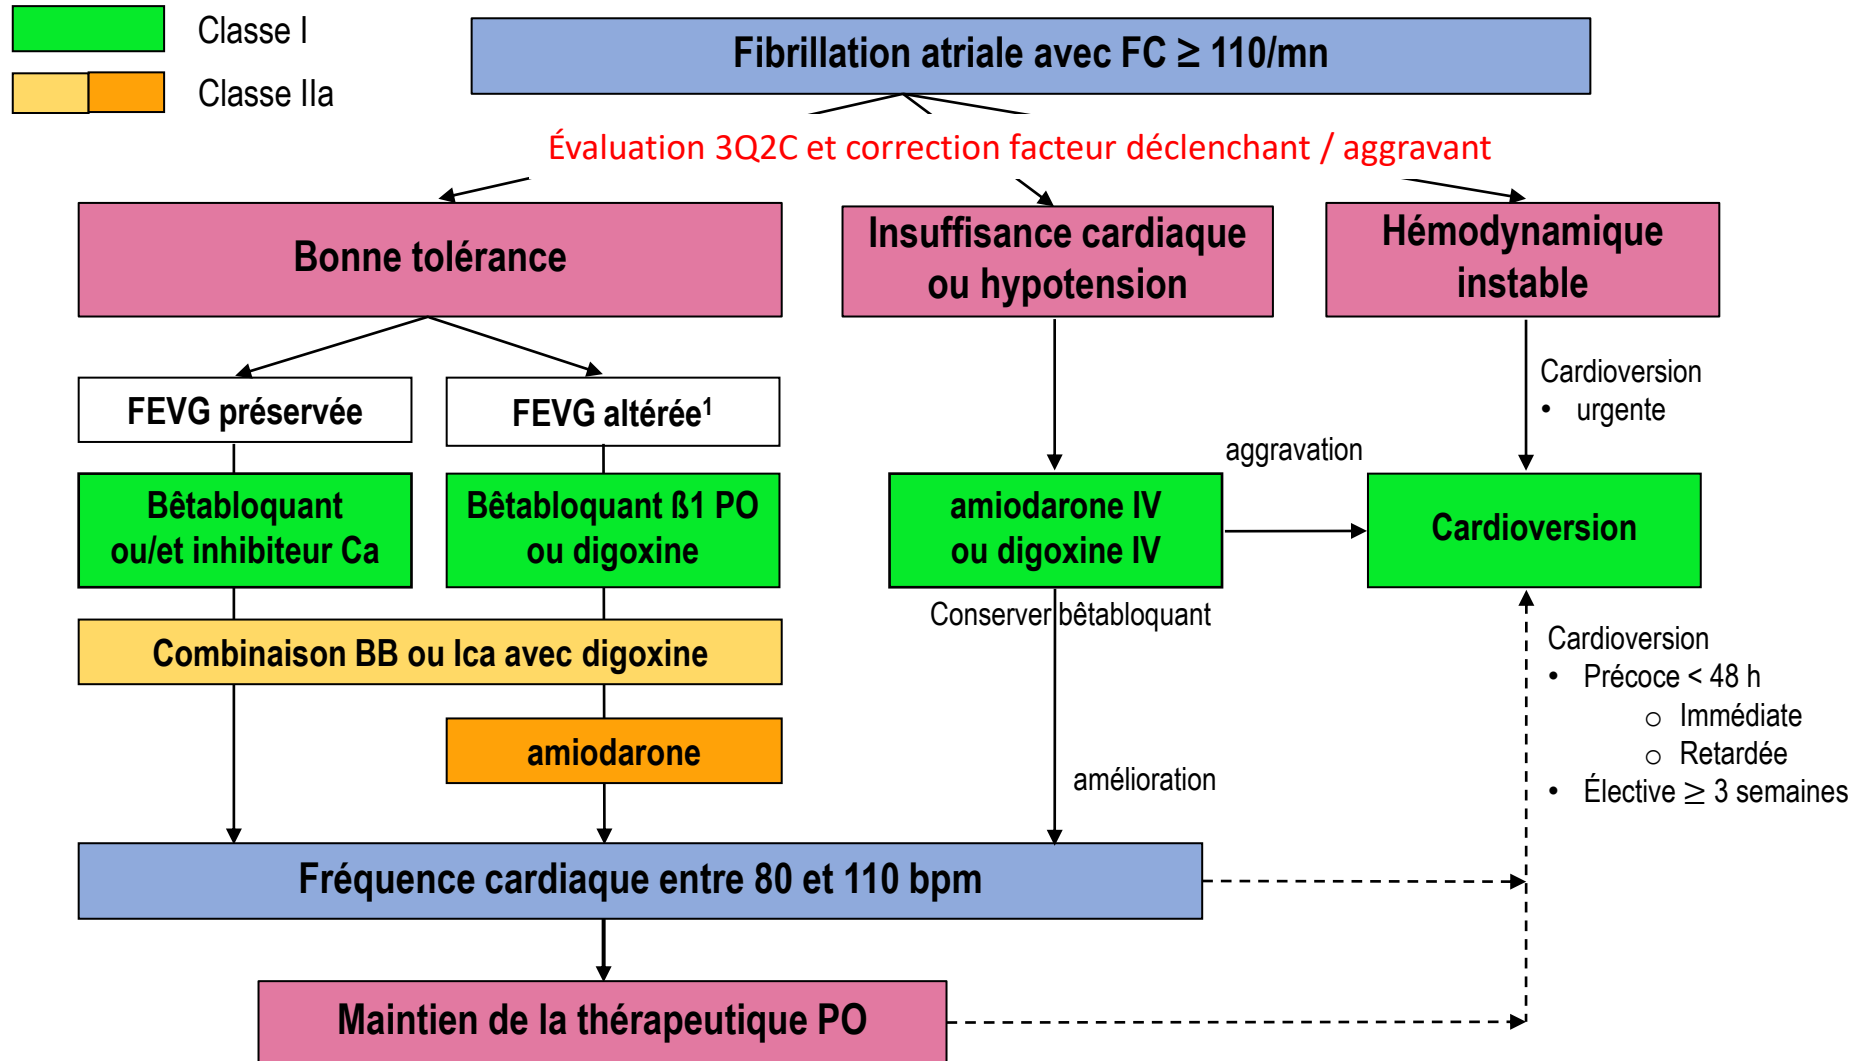 Classe I
Classe IIa
Fibrillation atriale avec FC ≥ 110/mn
Évaluation 3Q2C et correction facteur déclenchant / aggravant
Bonne tolérance
Insuffisance cardiaque
ou hypotension
Hémodynamique
instable
FEVG préservée
FEVG altérée¹
Cardioversion
• urgente
Bêtabloquant
ou/et inhibiteur Ca
Bêtabloquant ß1 PO
ou digoxine
amiodarone IV
ou digoxine IV
aggravation
Cardioversion
Conserver bêtabloquant
Combinaison BB ou Ica avec digoxine
amiodarone
amélioration
Cardioversion
• Précoce < 48 h
o Immédiate
o Retardée
• Élective ≥ 3 semaines
Fréquence cardiaque entre 80 et 110 bpm
Maintien de la thérapeutique PO